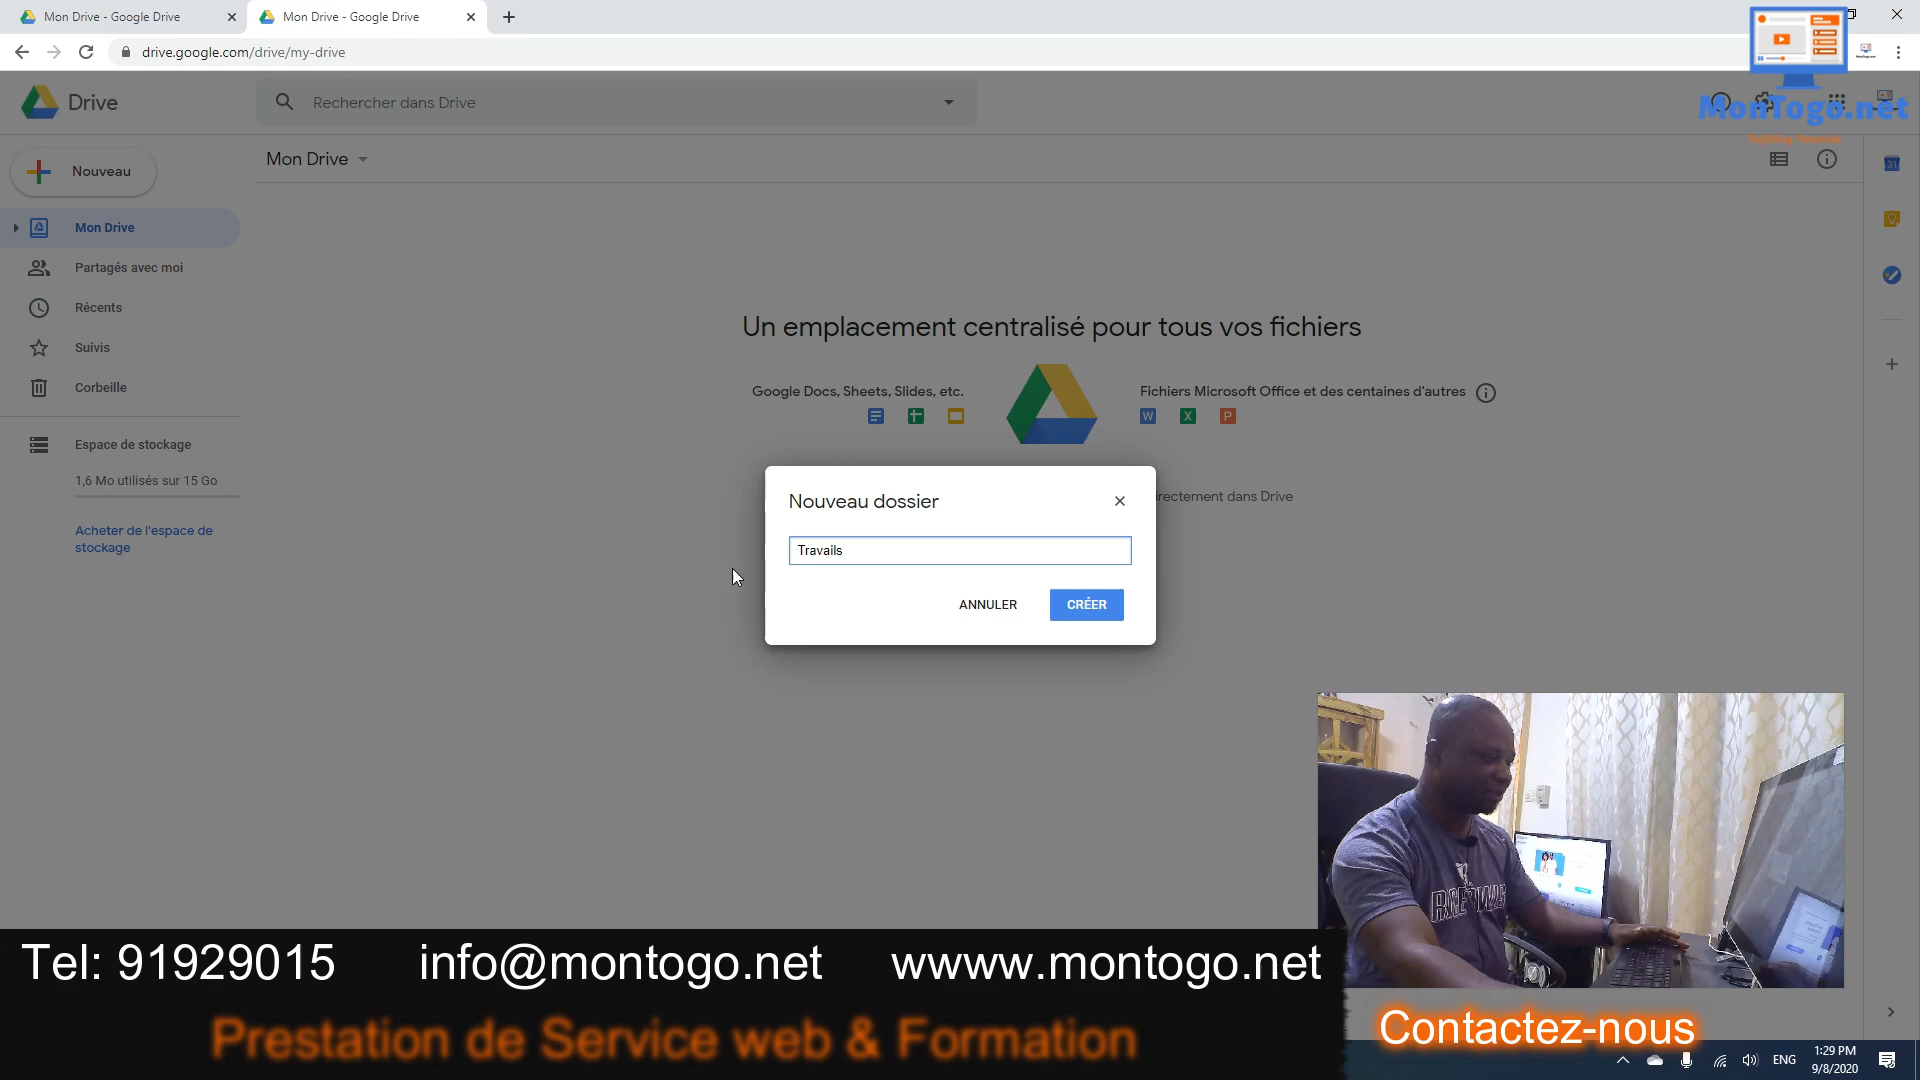 Mon Drive - Google Drive
Mon Drive - Google Drive
drive.google.com/drive/my-drive
Drive
Rechercher dans Drive
MonTogo.net
Nouveau
Mon Drive
31
Mon Drive
Partagés avec moi
Récents
Suivis
Corbeille
Espace de stockage
1,6 Mo utilisés sur 15 Go
Acheter de l'espace de
stockage
Un emplacement centralisé pour tous vos fichiers
Google Docs, Sheets, Slides, etc.
Fichiers Microsoft Office et des centaines d'autres
W X P
directement dans Drive
Nouveau dossier
Travails
ANNULER
CRÉER
Tel: 91929015 info@montogo.net wwww.montogo.net
Prestation de Service web & Formation
Contactez-nous
ENG
1:29 PM
9/8/2020